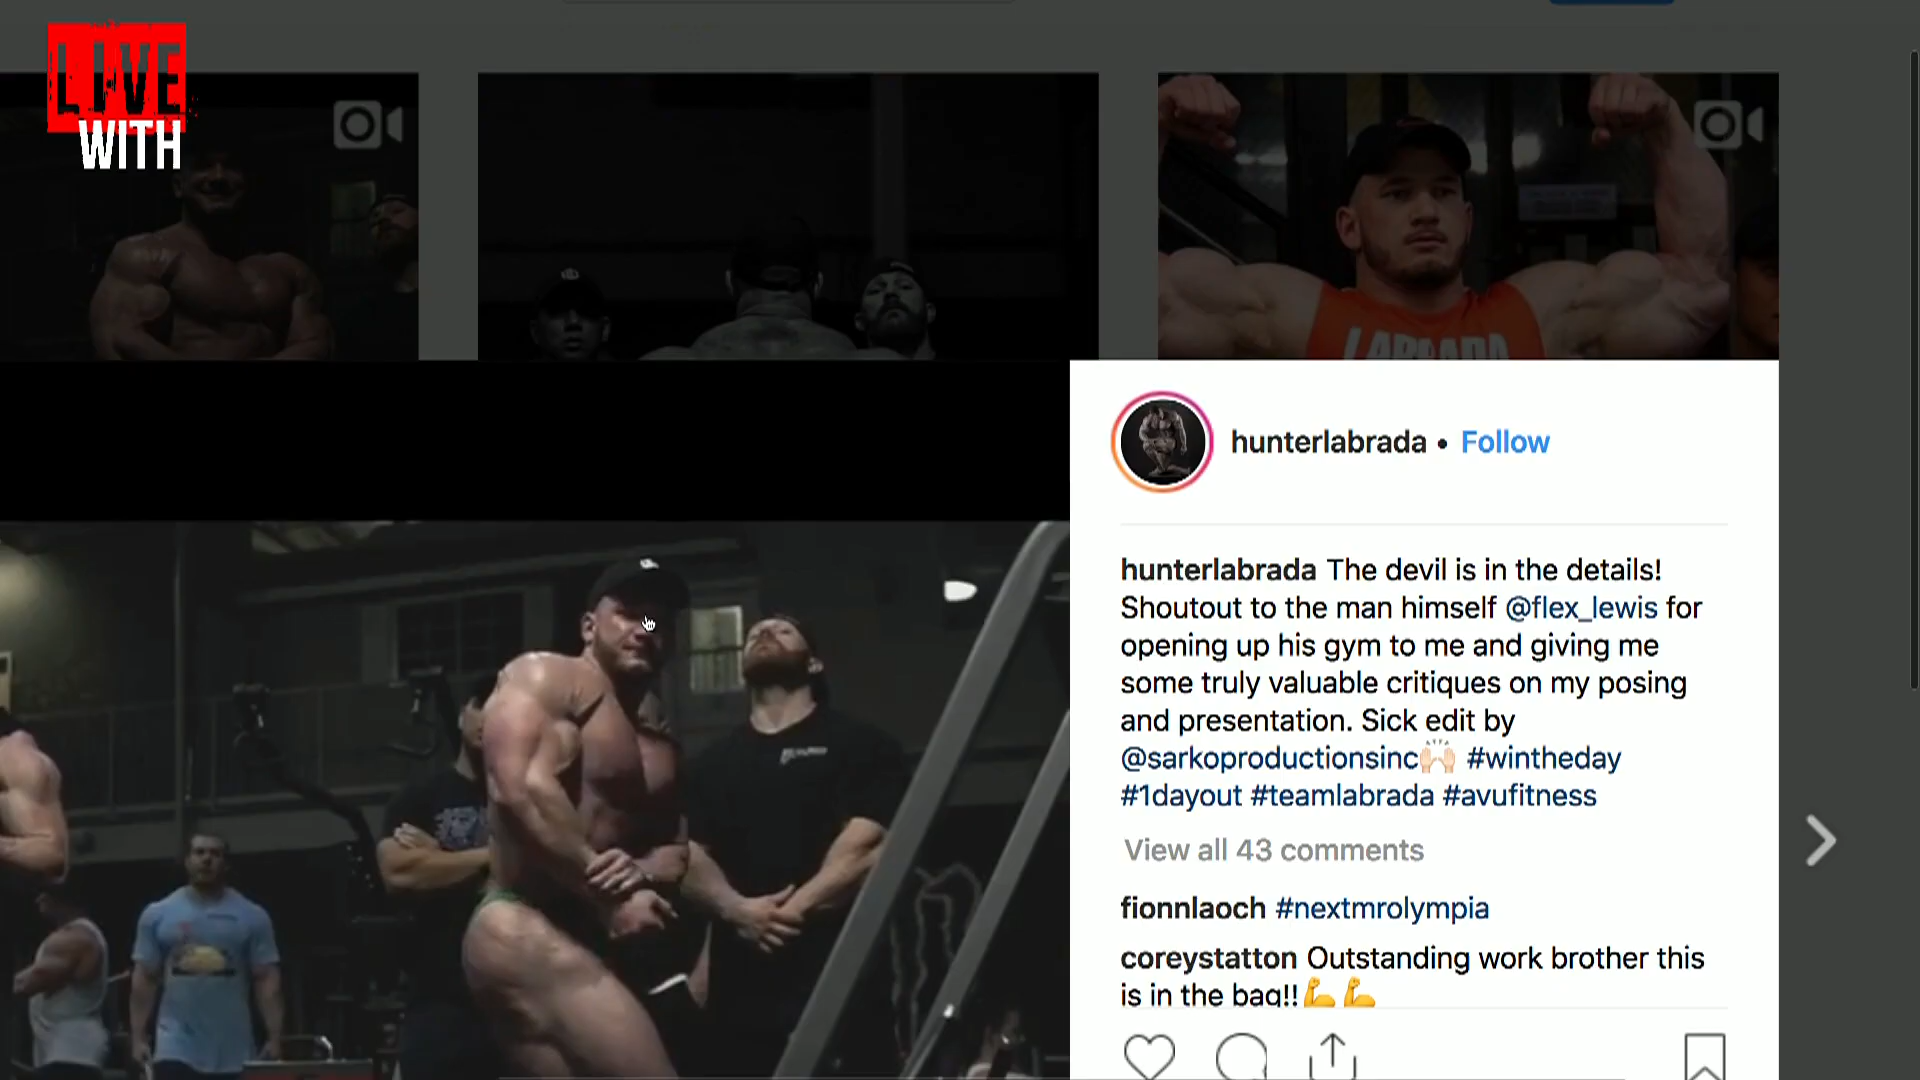 LIVE
WITH
LABRADA
hunterlabrada • Follow
hunterlabrada The devil is in the details!
Shoutout to the man himself @flex_lewis for
opening up his gym to me and giving me
some truly valuable critiques on my posing
and presentation. Sick edit by
@sarkoproductionsinc🙌🏻 #wintheday
#1dayout #teamlabrada #avufitness
View all 43 comments
fionnlaoch #nextmrolympia
coreystatton Outstanding work brother this
is in the bag!!💪💪